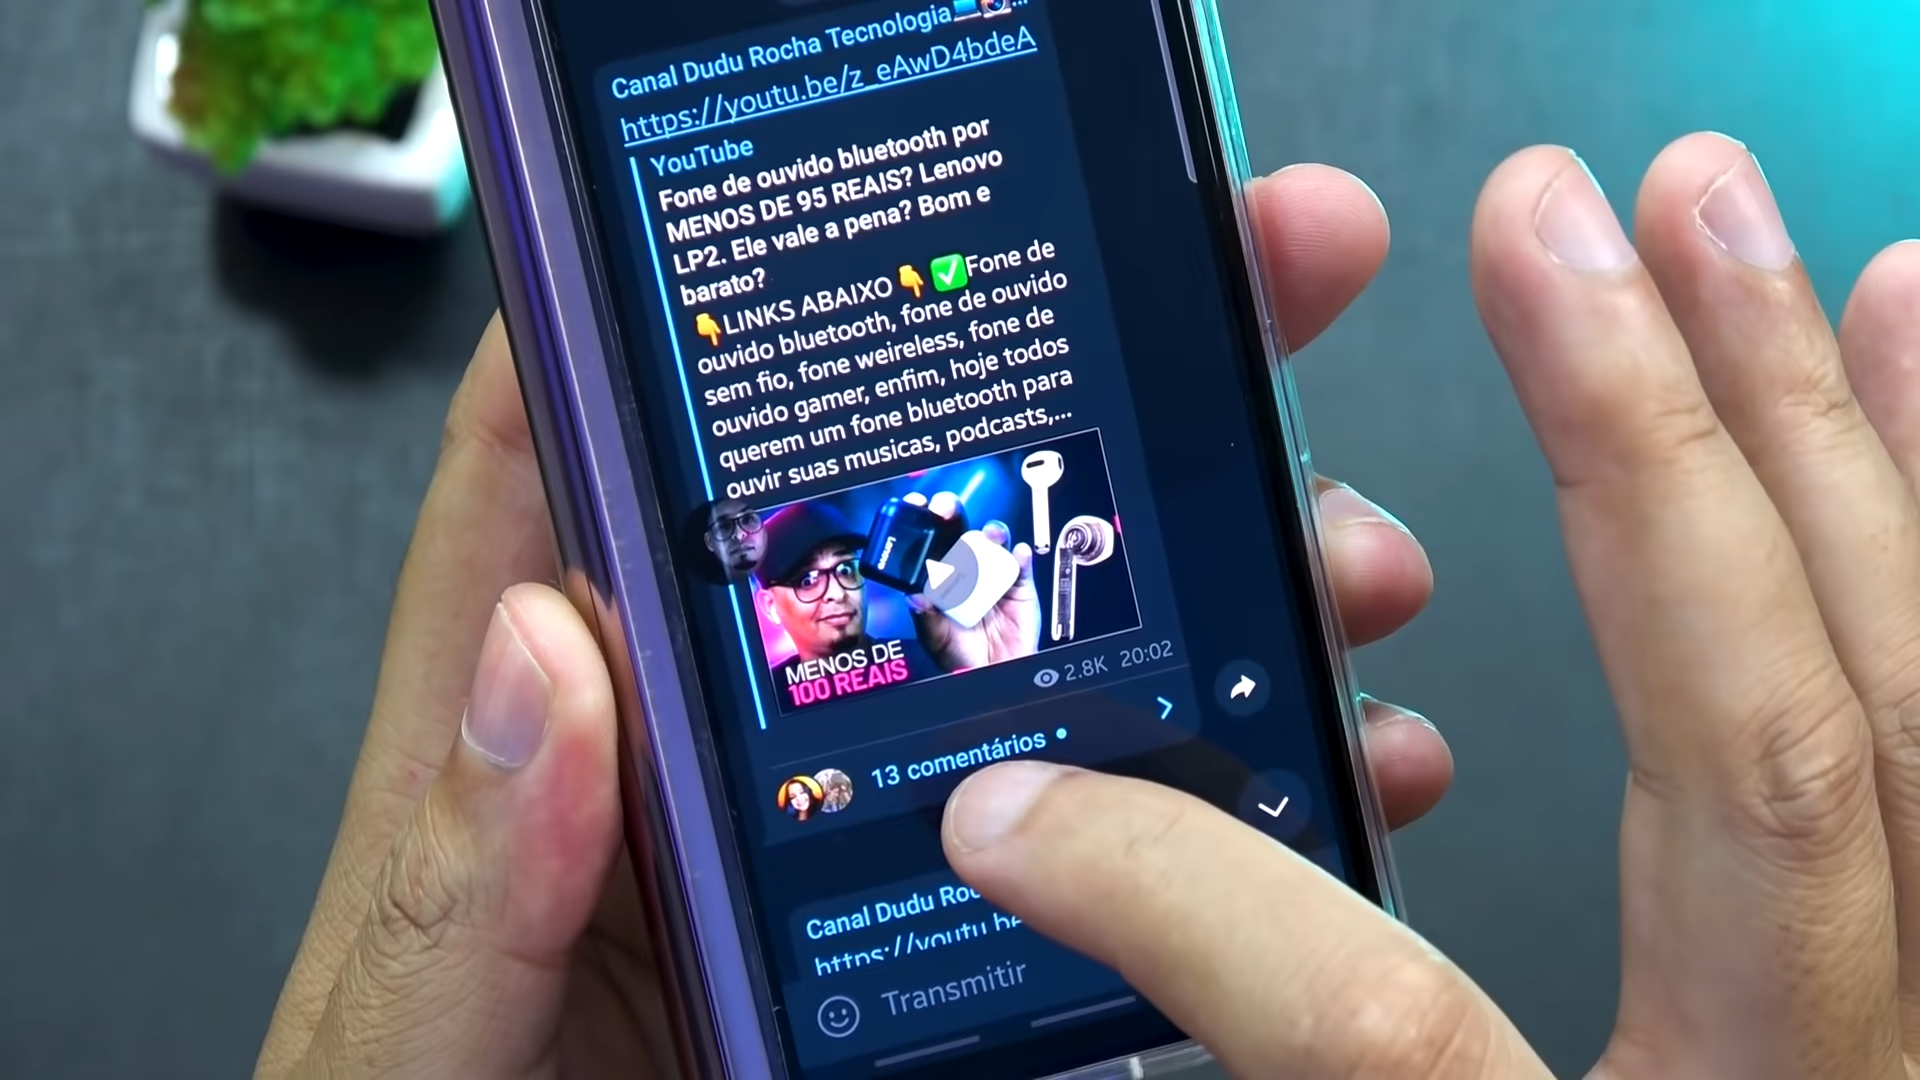 Canal Dudu Rocha Tecnologia💻📷...
https://youtu.be/z_eAwD4bdeA
YouTube
Fone de ouvido bluetooth por
MENOS DE 95 REAIS? Lenovo
LP2. Ele vale a pena? Bom e
barato?
👇LINKS ABAIXO 👇 ✅Fone de
ouvido bluetooth, fone de ouvido
sem fio, fone weireless, fone de
ouvido gamer, enfim, hoje todos
querem um fone bluetooth para
ouvir suas musicas, podcasts,...
Lenovo
MENOS DE
100 REAIS
2.8K 20:02
13 comentários
Canal Dudu
https://youtu.be
Transmitir